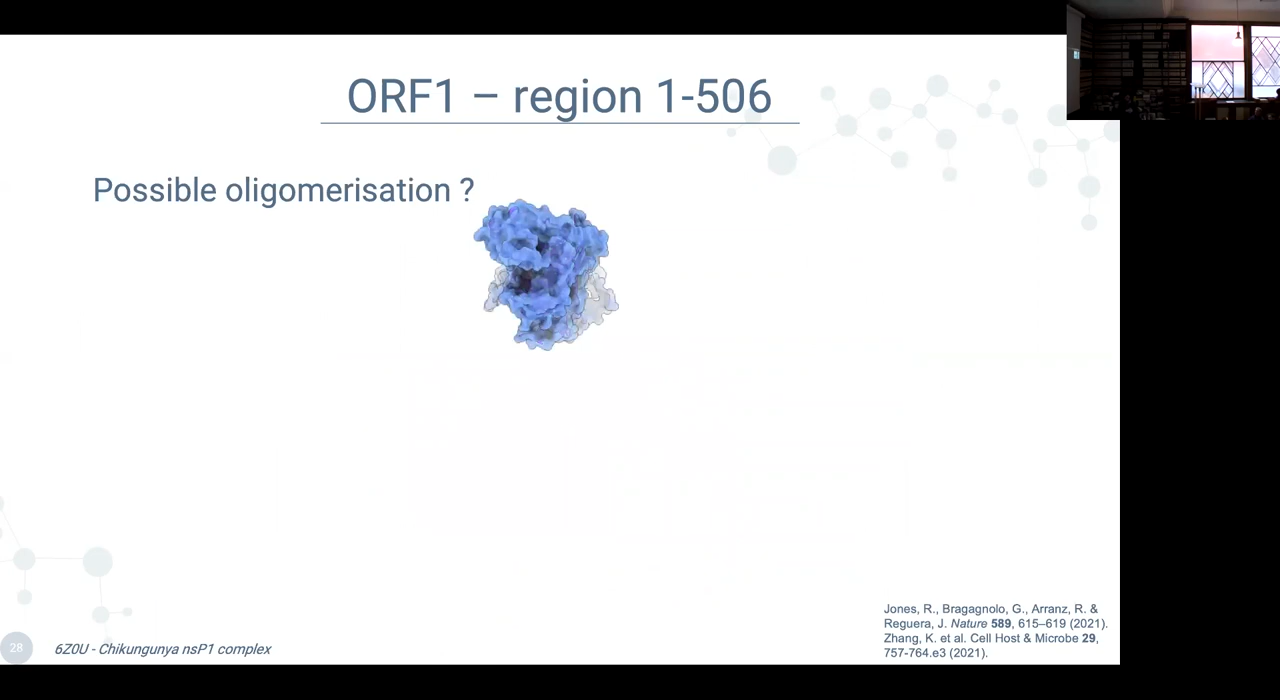 ORF1 – region 1-506
Possible oligomerisation ?
Jones, R., Bragagnolo, G., Arranz, R. &
Reguera, J. Nature 589, 615–619 (2021).
Zhang, K. et al. Cell Host & Microbe 29,
757-764.e3 (2021).
28
6Z0U - Chikungunya nsP1 complex